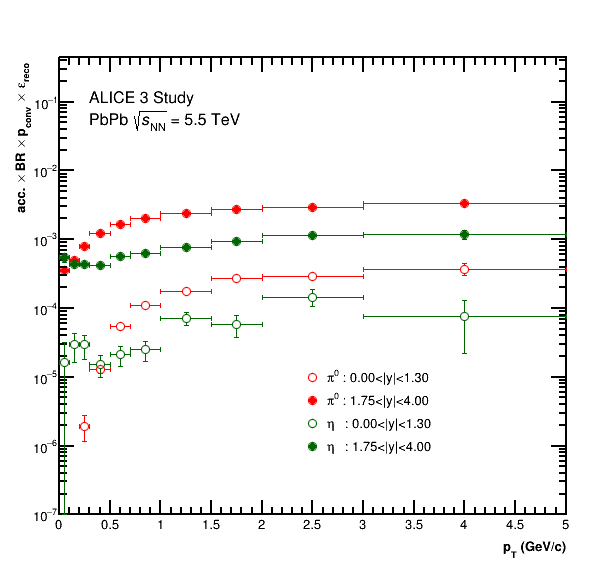 ALICE 3 Study
PbPb √s_NN = 5.5 TeV
acc. × BR × p_conv × ε_reco
10⁻¹
10⁻²
10⁻³
10⁻⁴
10⁻⁵
10⁻⁶
10⁻⁷
π⁰ : 0.00<|y|<1.30
π⁰ : 1.75<|y|<4.00
η : 0.00<|y|<1.30
η : 1.75<|y|<4.00
0 0.5 1 1.5 2 2.5 3 3.5 4 4.5 5
p_T (GeV/c)